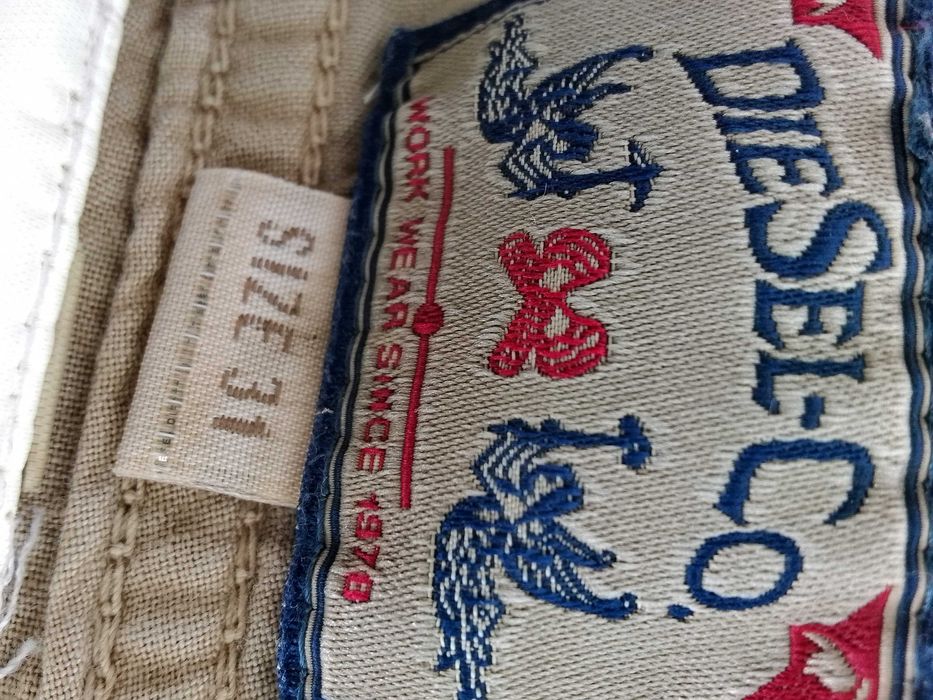 DIESEL-CO.
WORK WEAR SINCE 1978
SIZE 31